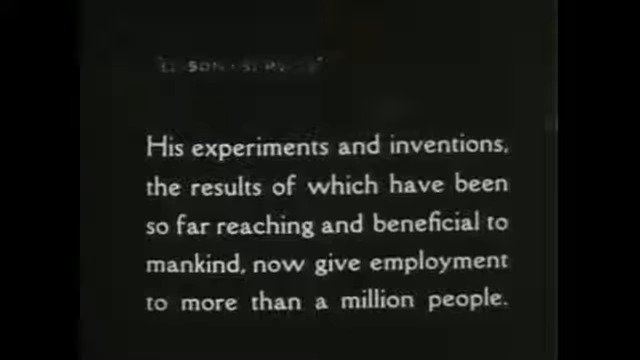 His experiments and inventions,
the results of which have been
so far reaching and beneficial to
mankind, now give employment
to more than a million people.